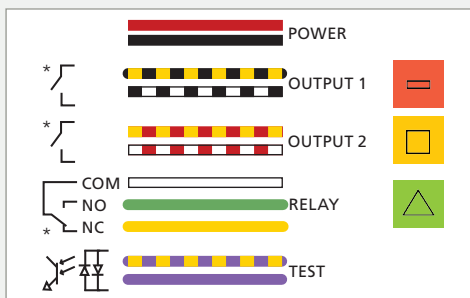 POWER
* OUTPUT 1
* OUTPUT 2
COM
NO RELAY
* NC
TEST